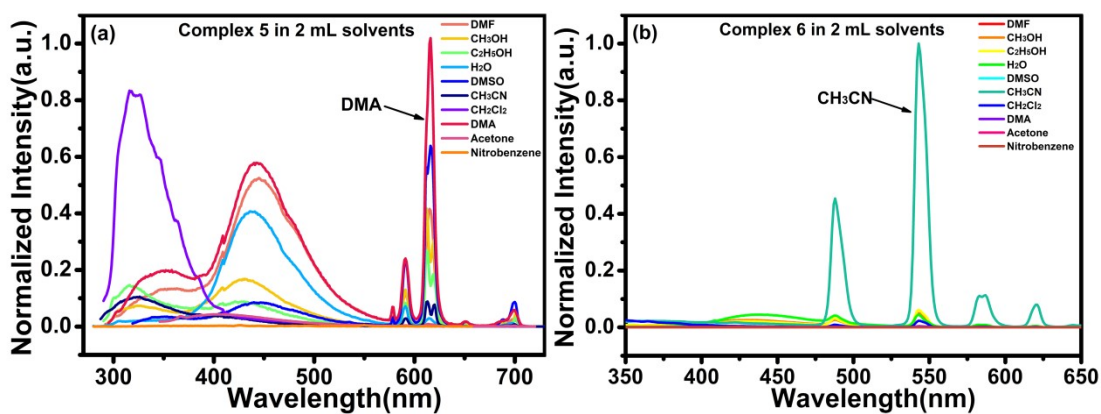 (a)
Complex 5 in 2 mL solvents
DMF
CH₃OH
C₂H₅OH
H₂O
DMSO
CH₃CN
CH₂Cl₂
DMA
Acetone
Nitrobenzene
DMA
Normalized Intensity(a.u.)
1.0
0.8
0.6
0.4
0.2
0.0
300 400 500 600 700
Wavelength(nm)
(b)
Complex 6 in 2 mL solvents
DMF
CH₃OH
C₂H₅OH
H₂O
DMSO
CH₃CN
CH₂Cl₂
DMA
Acetone
Nitrobenzene
CH₃CN
Normalized Intensity(a.u.)
1.0
0.8
0.6
0.4
0.2
0.0
350 400 450 500 550 600 650
Wavelength(nm)